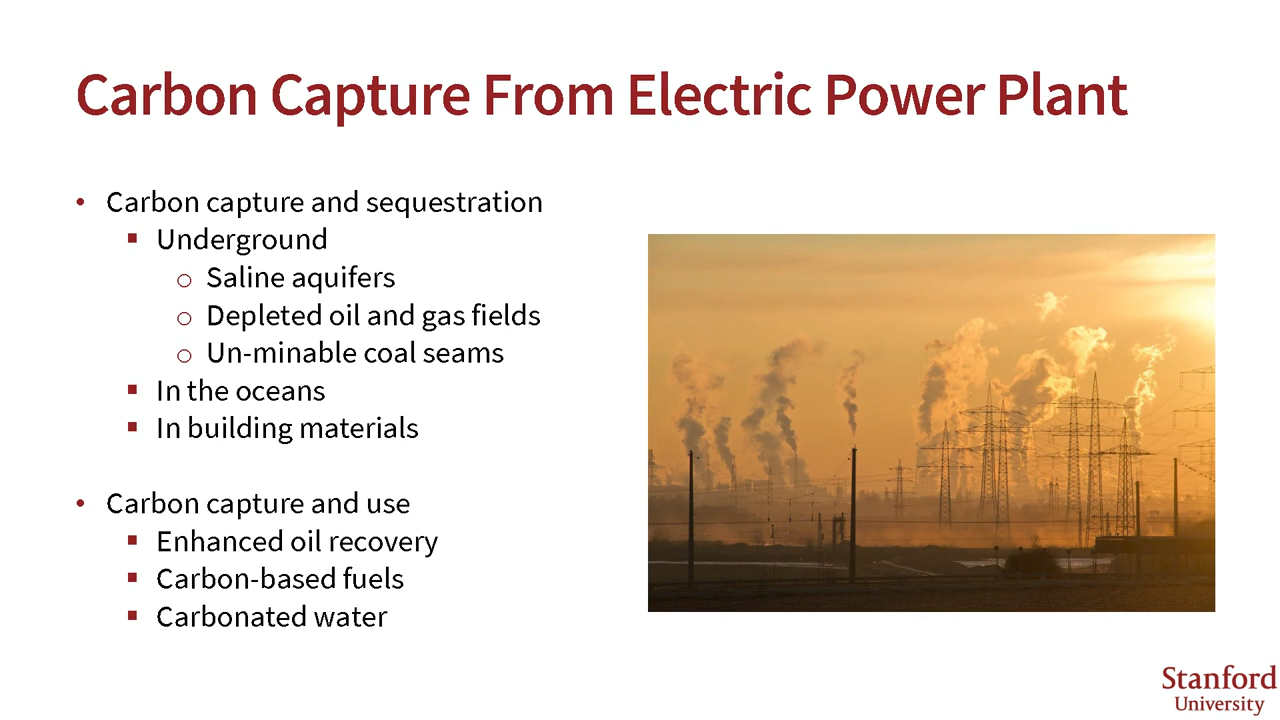 Carbon Capture From Electric Power Plant
• Carbon capture and sequestration
▪ Underground
o Saline aquifers
o Depleted oil and gas fields
o Un-minable coal seams
▪ In the oceans
▪ In building materials
• Carbon capture and use
▪ Enhanced oil recovery
▪ Carbon-based fuels
▪ Carbonated water
Stanford
University